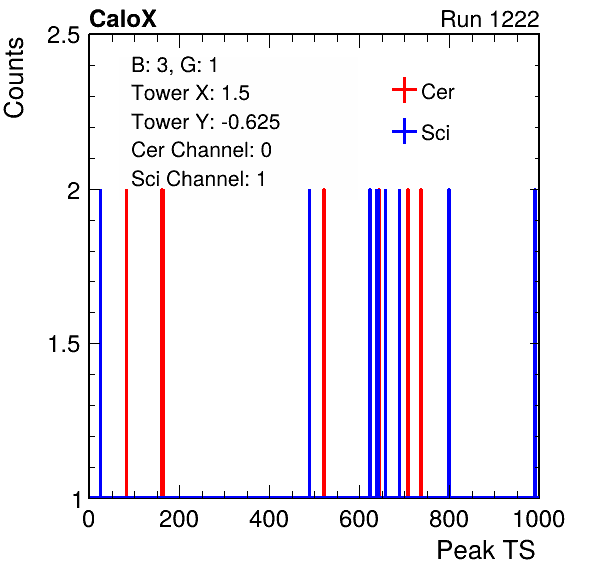 CaloX Run 1222
Counts
2.5
B: 3, G: 1
Tower X: 1.5
Tower Y: -0.625
Cer Channel: 0
Sci Channel: 1
Cer
Sci
2
1.5
1
0 200 400 600 800 1000
Peak TS